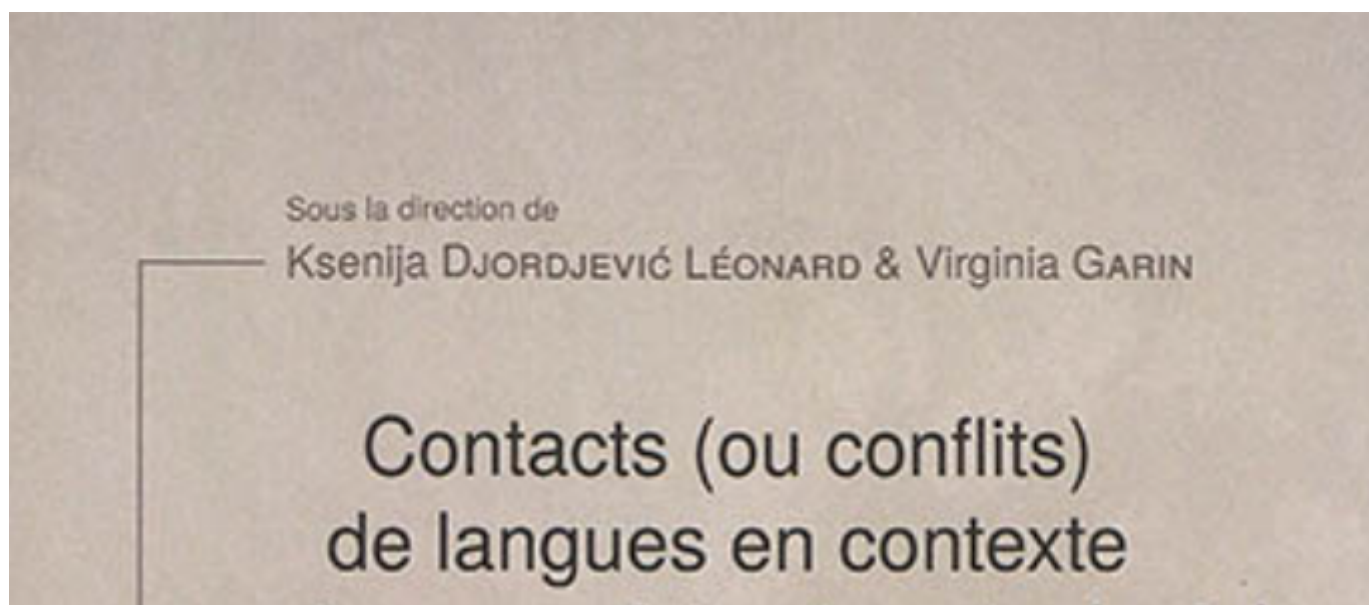 Sous la direction de
Ksenija DJORDJEVIĆ LÉONARD & Virginia GARIN
Contacts (ou conflits)
de langues en contexte